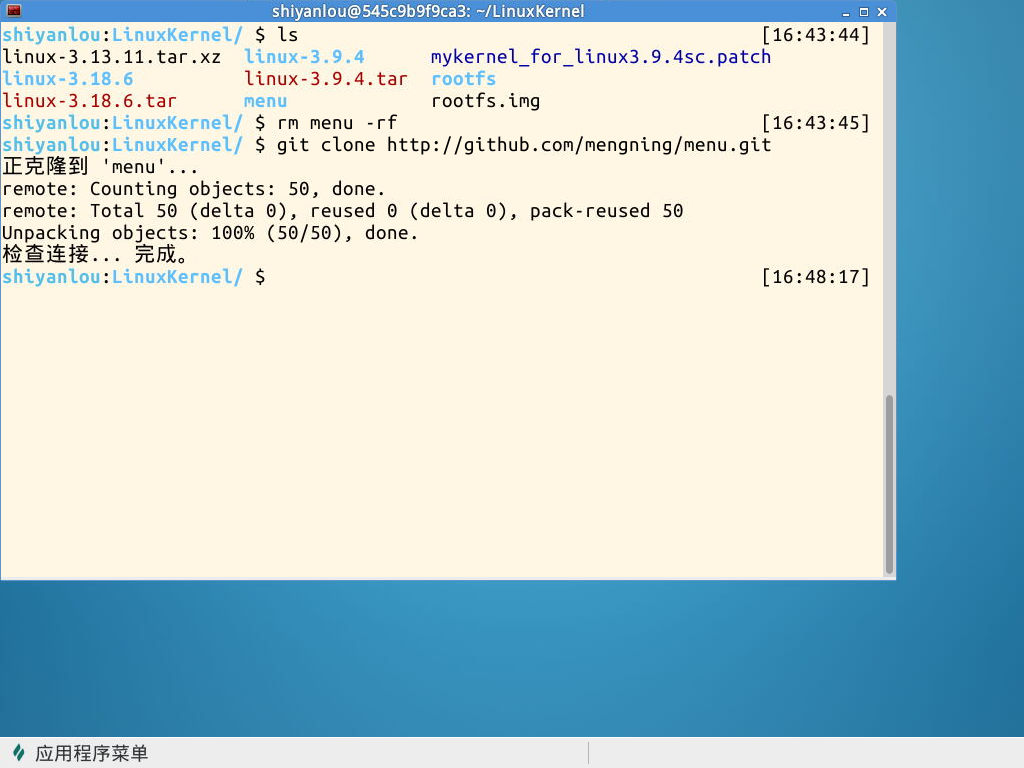 shiyanlou@545c9b9f9ca3: ~/LinuxKernel
shiyanlou:LinuxKernel/ $ ls [16:43:44]
linux-3.13.11.tar.xz linux-3.9.4 mykernel_for_linux3.9.4sc.patch
linux-3.18.6 linux-3.9.4.tar rootfs
linux-3.18.6.tar menu rootfs.img
shiyanlou:LinuxKernel/ $ rm menu -rf [16:43:45]
shiyanlou:LinuxKernel/ $ git clone http://github.com/mengning/menu.git
正克隆到 'menu'...
remote: Counting objects: 50, done.
remote: Total 50 (delta 0), reused 0 (delta 0), pack-reused 50
Unpacking objects: 100% (50/50), done.
检查连接... 完成。
shiyanlou:LinuxKernel/ $ [16:48:17]
应用程序菜单